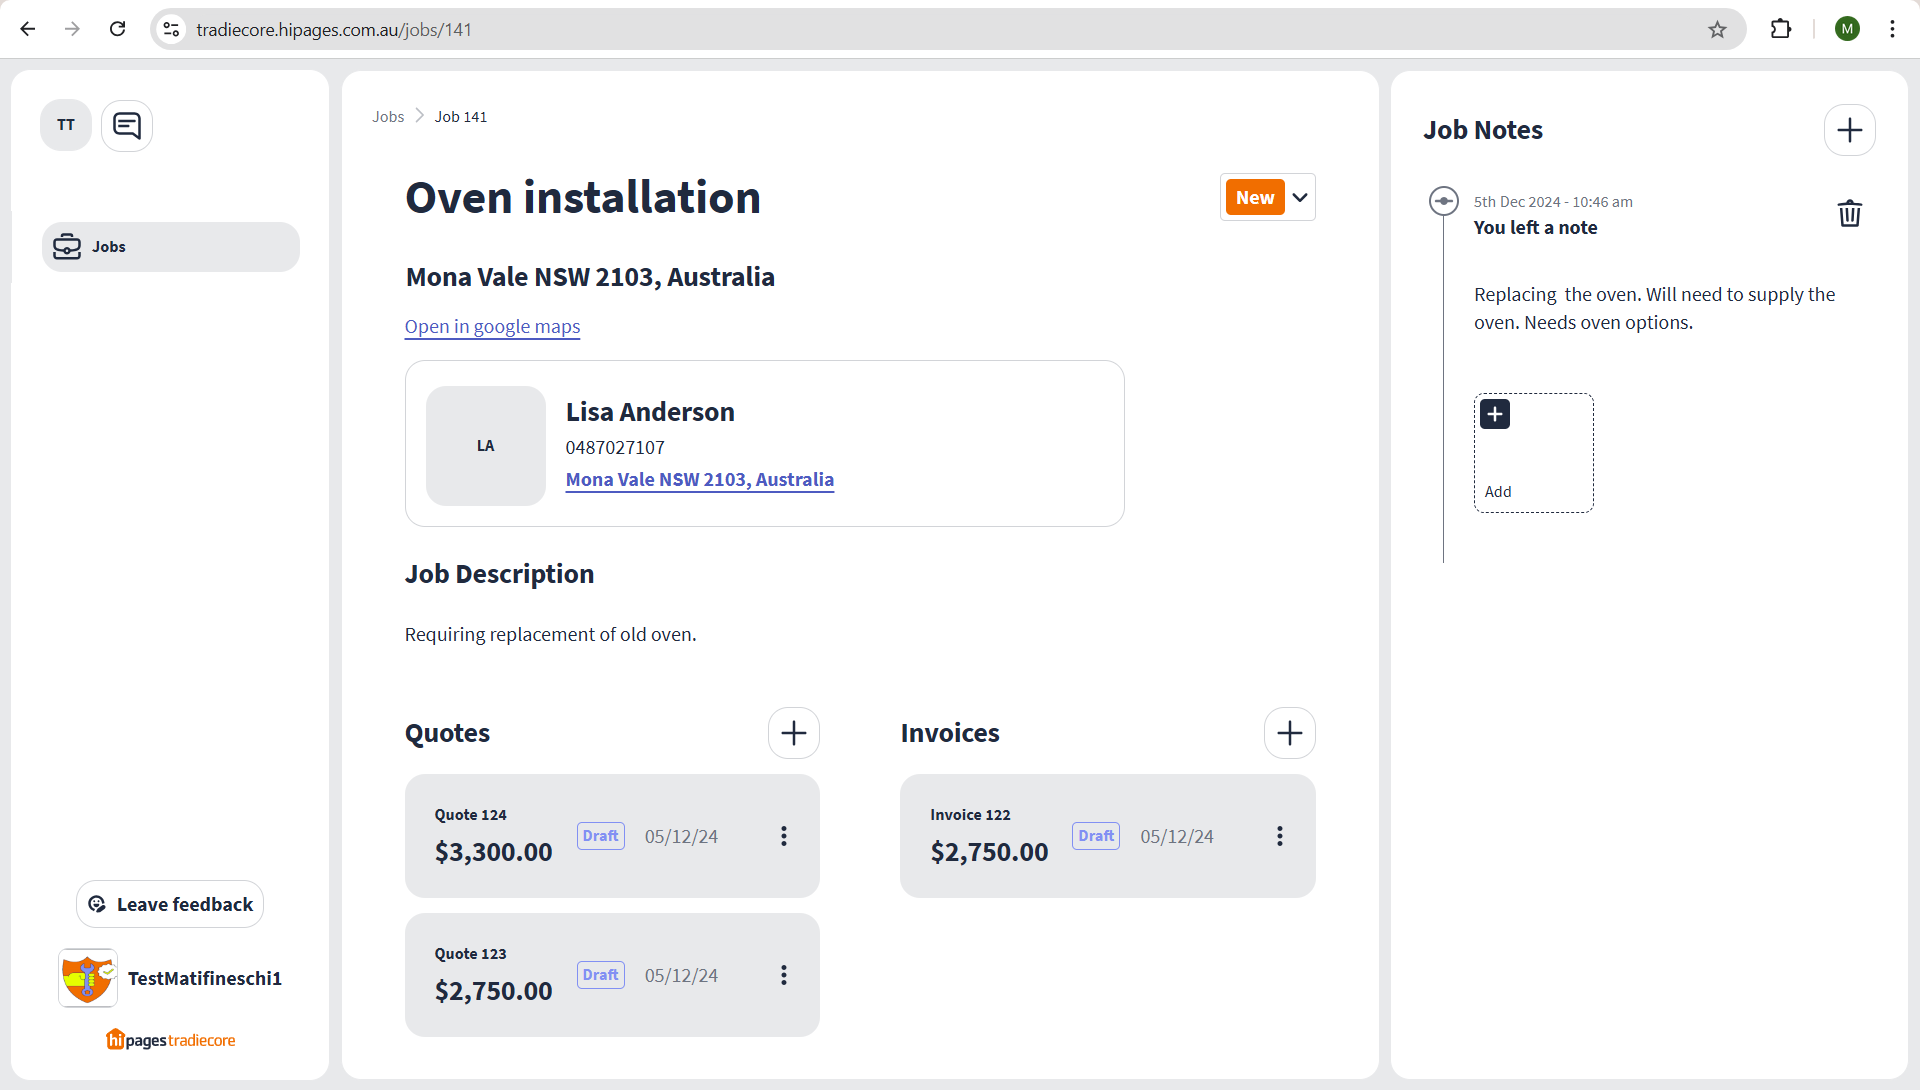 tradiecore.hipages.com.au/jobs/141
M
TT
Jobs
Leave feedback
TestMatifineschi1
hipages tradiecore
Jobs > Job 141
Oven installation
New
Mona Vale NSW 2103, Australia
Open in google maps
LA
Lisa Anderson
0487027107
Mona Vale NSW 2103, Australia
Job Description
Requiring replacement of old oven.
Quotes
Quote 124
$3,300.00 Draft 05/12/24
Quote 123
$2,750.00 Draft 05/12/24
Invoices
Invoice 122
$2,750.00 Draft 05/12/24
Job Notes
5th Dec 2024 - 10:46 am
You left a note
Replacing  the oven. Will need to supply the
oven. Needs oven options.
Add